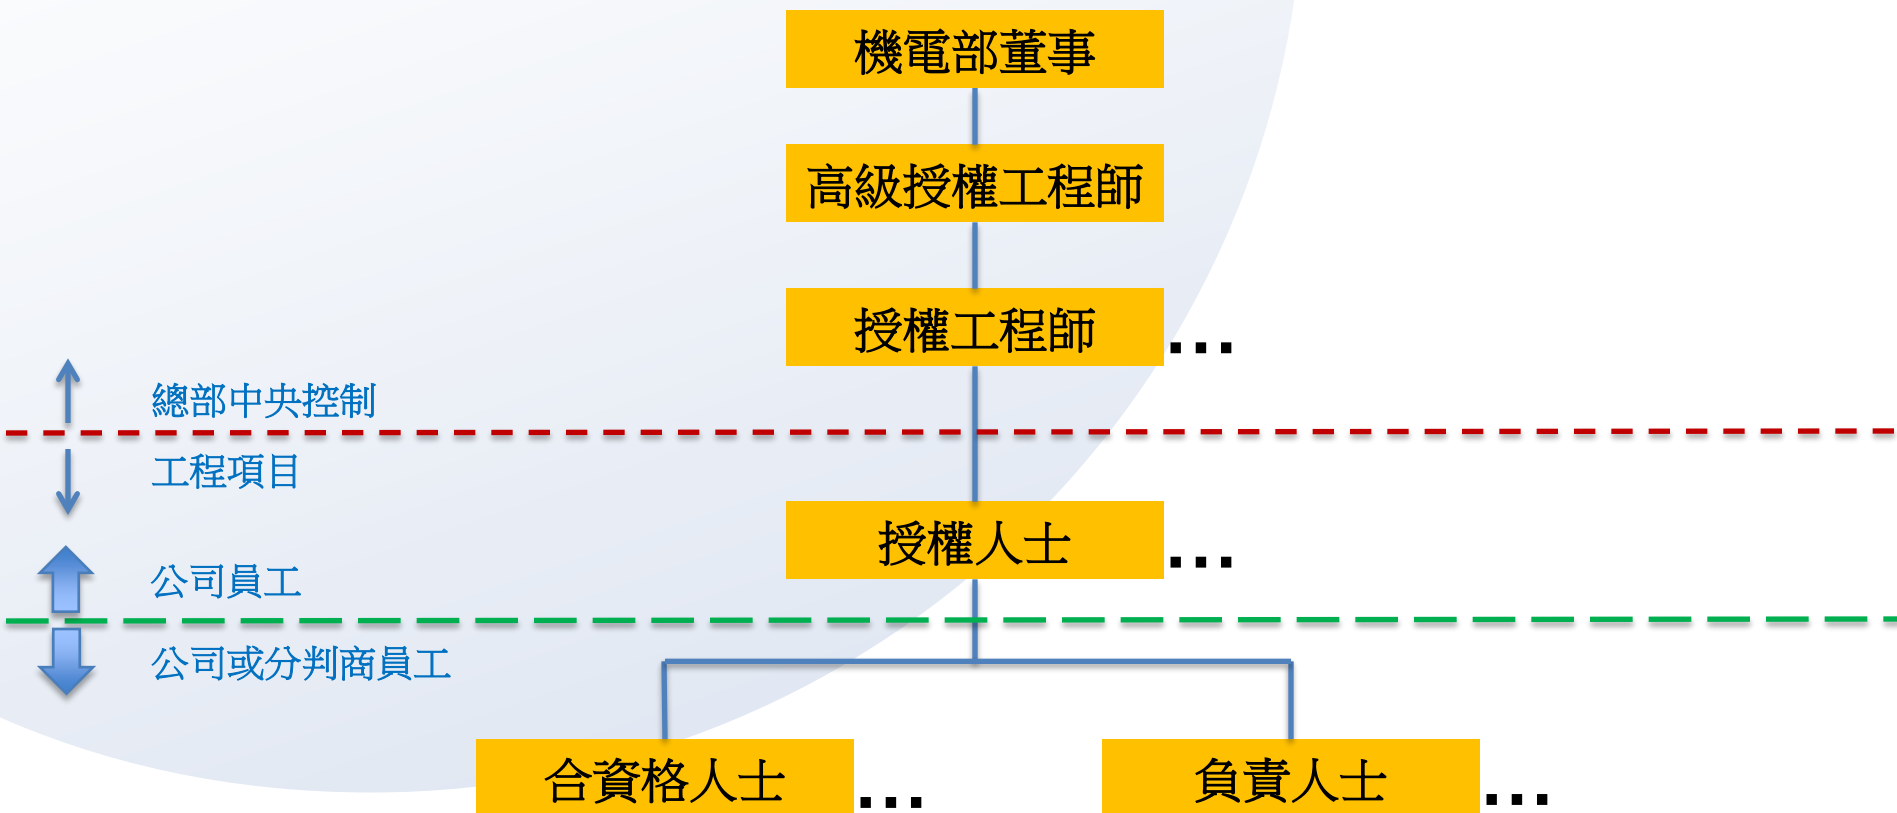 機電部董事
高級授權工程師
授權工程師...
總部中央控制
工程項目
授權人士...
公司員工
公司或分判商員工
合資格人士...
負責人士...